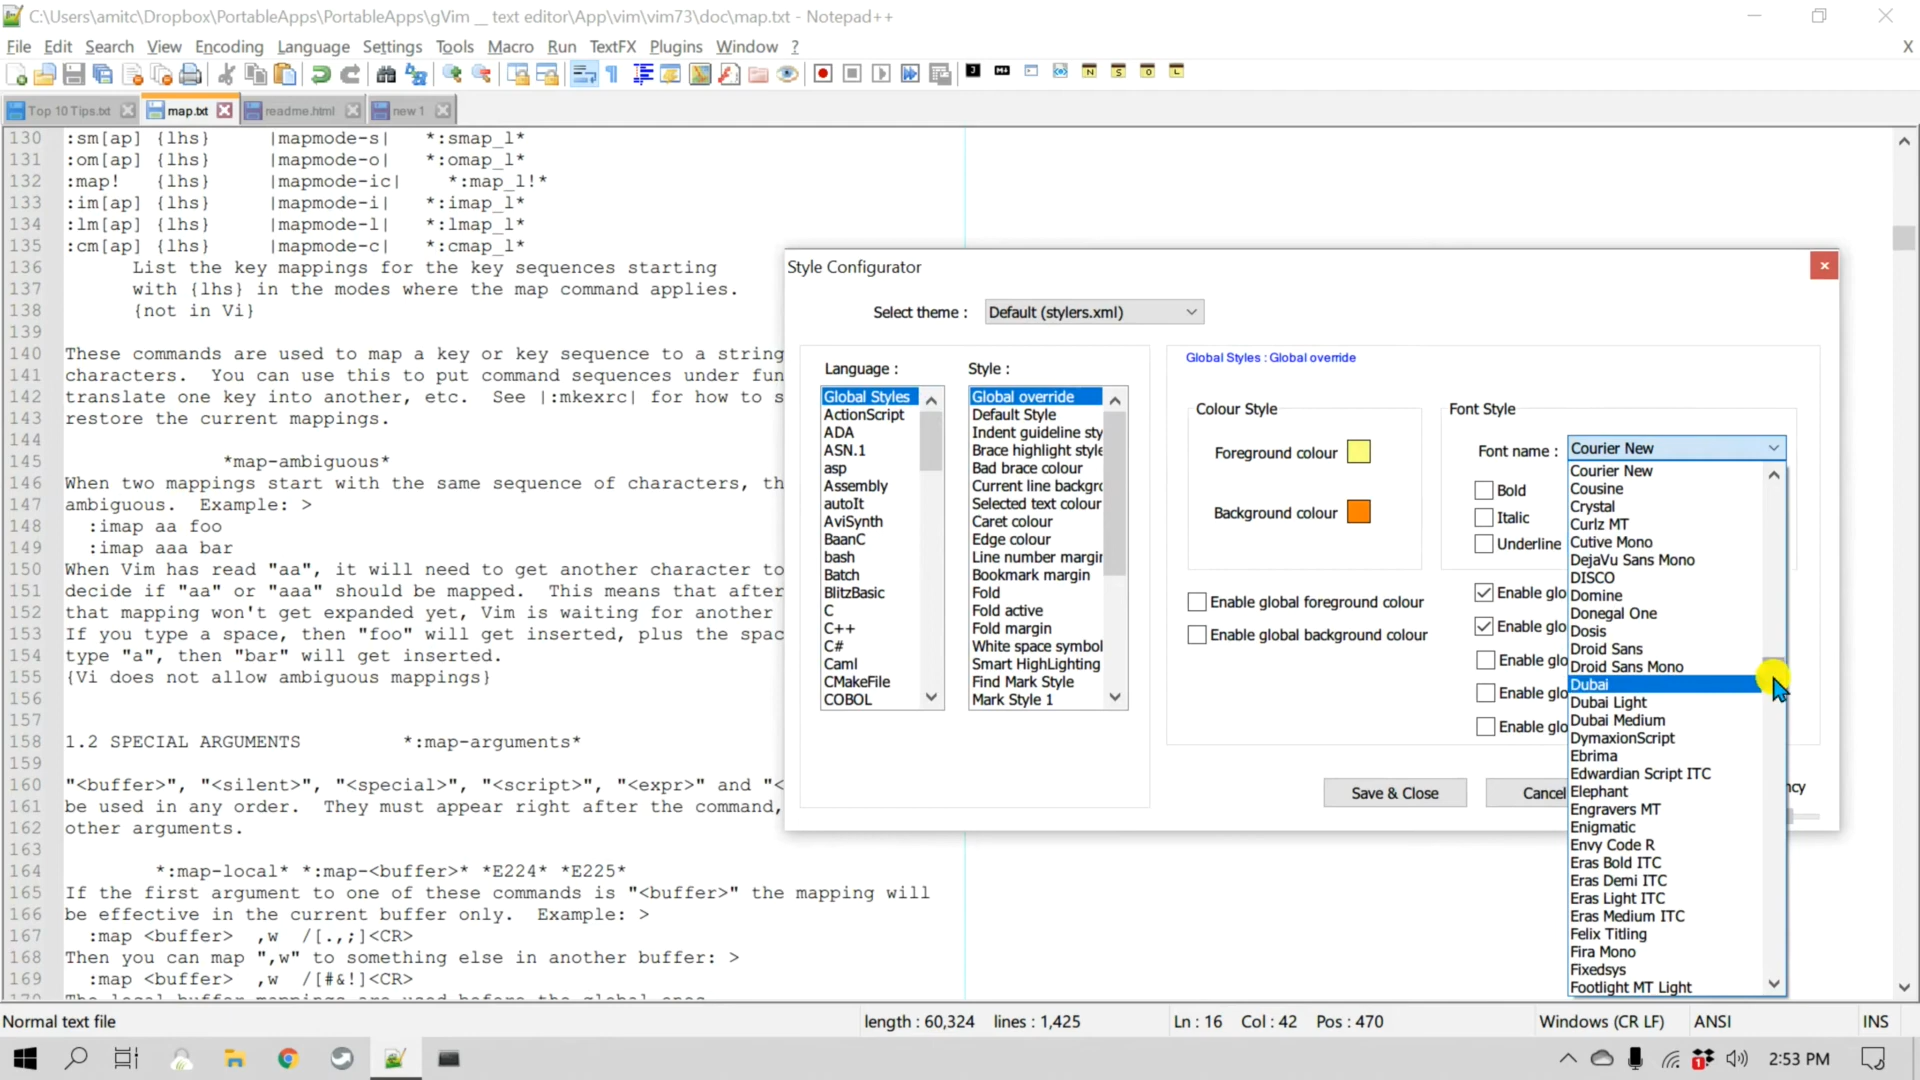 C:\Users\amitc\Dropbox\PortableApps\PortableApps\gVim __ text editor\App\vim\vim73\doc\map.txt - Notepad++
File Edit Search View Encoding Language Settings Tools Macro Run TextFX Plugins Window ?
X
Top 10 Tips.txt map.txt readme.html new 1
130 :sm[ap] {lhs} |mapmode-s| *:smap_l*
131 :om[ap] {lhs} |mapmode-o| *:omap_l*
132 :map! {lhs} |mapmode-ic| *:map_l!*
133 :im[ap] {lhs} |mapmode-i| *:imap_l*
134 :lm[ap] {lhs} |mapmode-l| *:lmap_l*
135 :cm[ap] {lhs} |mapmode-c| *:cmap_l*
136 List the key mappings for the key sequences starting
137 with {lhs} in the modes where the map command applies.
138 {not in Vi}
139
140 These commands are used to map a key or key sequence to a string
141 characters. You can use this to put command sequences under fun
142 translate one key into another, etc. See |:mkexrc| for how to s
143 restore the current mappings.
144
145 *map-ambiguous*
146 When two mappings start with the same sequence of characters, th
147 ambiguous. Example: >
148 :imap aa foo
149 :imap aaa bar
150 When Vim has read "aa", it will need to get another character to
151 decide if "aa" or "aaa" should be mapped. This means that after
152 that mapping won't get expanded yet, Vim is waiting for another
153 If you type a space, then "foo" will get inserted, plus the spac
154 type "a", then "bar" will get inserted.
155 {Vi does not allow ambiguous mappings}
156
157
158 1.2 SPECIAL ARGUMENTS *:map-arguments*
159
160 "<buffer>", "<silent>", "<special>", "<script>", "<expr>" and "<
161 be used in any order. They must appear right after the command,
162 other arguments.
163
164 *:map-local* *:map-<buffer>* *E224* *E225*
165 If the first argument to one of these commands is "<buffer>" the mapping will
166 be effective in the current buffer only. Example: >
167 :map <buffer> ,w /[.,;]<CR>
168 Then you can map ",w" to something else in another buffer: >
169 :map <buffer> ,w /[#&!]<CR>
Style Configurator
Select theme : Default (stylers.xml)
Language :
Global Styles
ActionScript
ADA
ASN.1
asp
Assembly
autoIt
AviSynth
BaanC
bash
Batch
BlitzBasic
C
C++
C#
Caml
CMakeFile
COBOL
Style :
Global override
Default Style
Indent guideline sty
Brace highlight style
Bad brace colour
Current line backgro
Selected text colour
Caret colour
Edge colour
Line number margin
Bookmark margin
Fold
Fold active
Fold margin
White space symbol
Smart HighLighting
Find Mark Style
Mark Style 1
Global Styles : Global override
Colour Style
Foreground colour
Background colour
Enable global foreground colour
Enable global background colour
Font Style
Font name : Courier New
Bold
Italic
Underline
Enable glo
Enable glo
Enable glo
Enable glo
Enable glo
Courier New
Cousine
Crystal
Curlz MT
Cutive Mono
DejaVu Sans Mono
DISCO
Domine
Donegal One
Dosis
Droid Sans
Droid Sans Mono
Dubai
Dubai Light
Dubai Medium
DymaxionScript
Ebrima
Edwardian Script ITC
Elephant
Engravers MT
Enigmatic
Envy Code R
Eras Bold ITC
Eras Demi ITC
Eras Light ITC
Eras Medium ITC
Felix Titling
Fira Mono
Fixedsys
Footlight MT Light
Save & Close
Cancel
ncy
Normal text file length : 60,324 lines : 1,425 Ln : 16 Col : 42 Pos : 470 Windows (CR LF) ANSI INS
2:53 PM